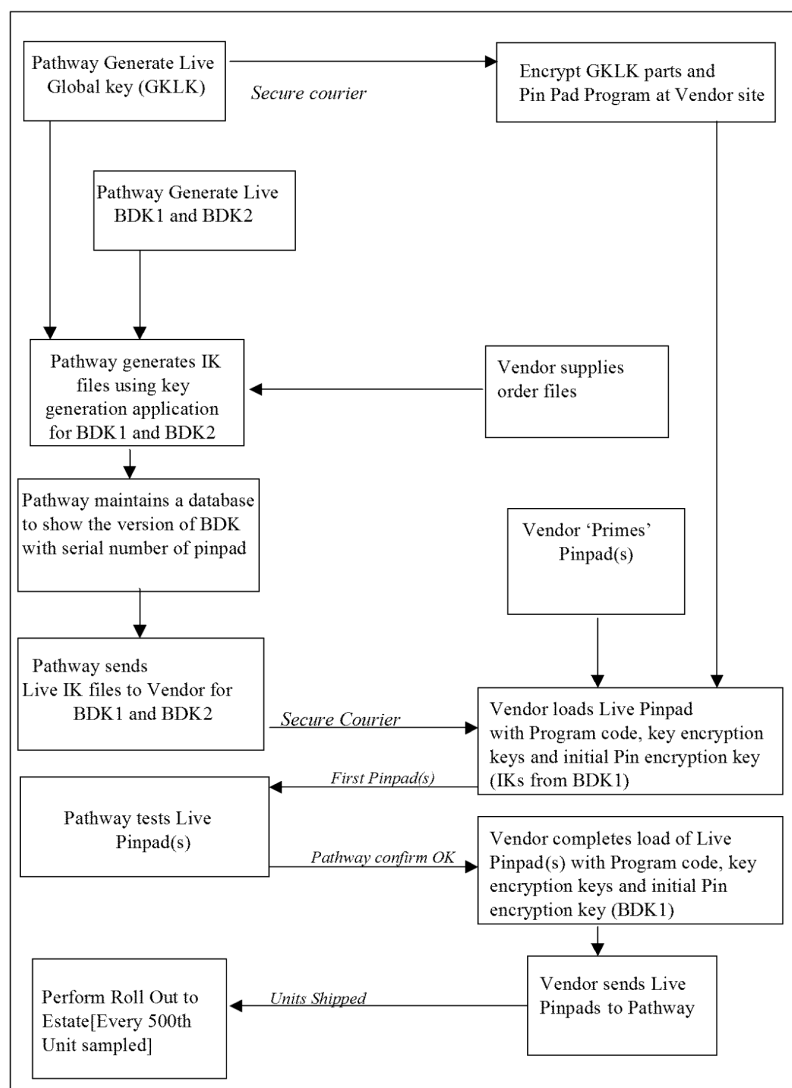 Pathway Generate Live
Global key (GKLK)
Secure courier
Encrypt GKLK parts and
Pin Pad Program at Vendor site
Pathway Generate Live
BDK1 and BDK2
Pathway generates IK
files using key
generation application
for BDK1 and BDK2
Vendor supplies
order files
Pathway maintains a database
to show the version of BDK
with serial number of pinpad
Vendor ‘Primes’
Pinpad(s)
Pathway sends
Live IK files to Vendor for
BDK1 and BDK2
Secure Courier
Vendor loads Live Pinpad
with Program code, key encryption
keys and initial Pin encryption key
(IKs from BDK1)
First Pinpad(s)
Pathway tests Live
Pinpad(s)
Pathway confirm OK
Vendor completes load of Live
Pinpad(s) with Program code, key
encryption keys and initial Pin
encryption key (BDK1)
Vendor sends Live
Pinpads to Pathway
Units Shipped
Perform Roll Out to
Estate[Every 500th
Unit sampled]